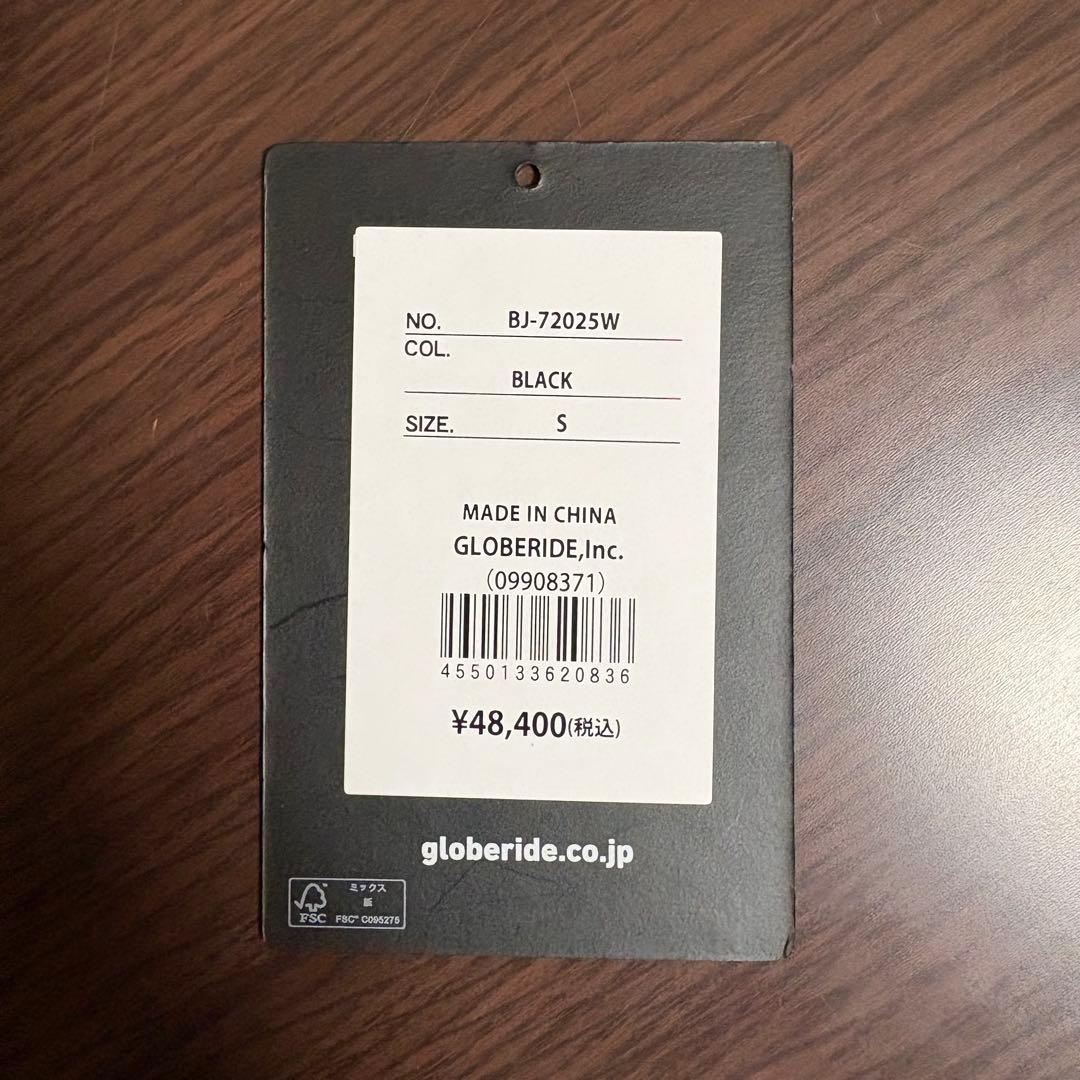 NO. BJ-72025W
COL.
BLACK
SIZE. S
MADE IN CHINA
GLOBERIDE,Inc.
(09908371)
4550133620836
¥48,400(税込)
globeride.co.jp
ミックス
紙
FSC
FSC™ C095275